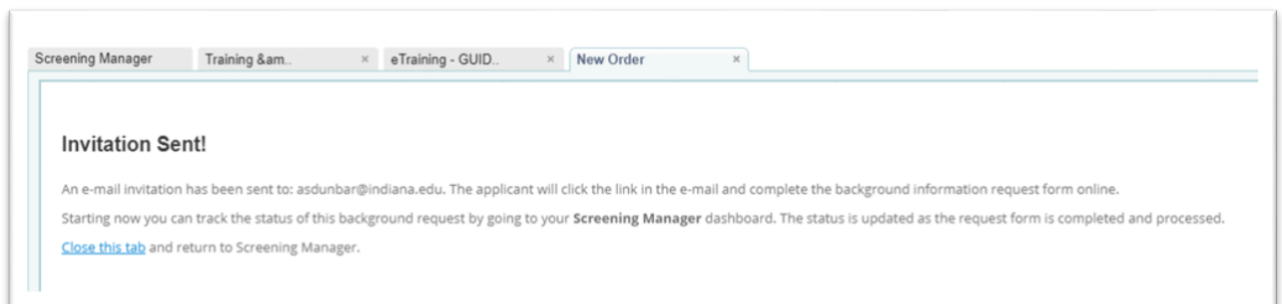 Screening Manager Training &am.. × eTraining - GUID.. × New Order ×
Invitation Sent!
An e-mail invitation has been sent to: asdunbar@indiana.edu. The applicant will click the link in the e-mail and complete the background information request form online.
Starting now you can track the status of this background request by going to your Screening Manager dashboard. The status is updated as the request form is completed and processed.
Close this tab and return to Screening Manager.